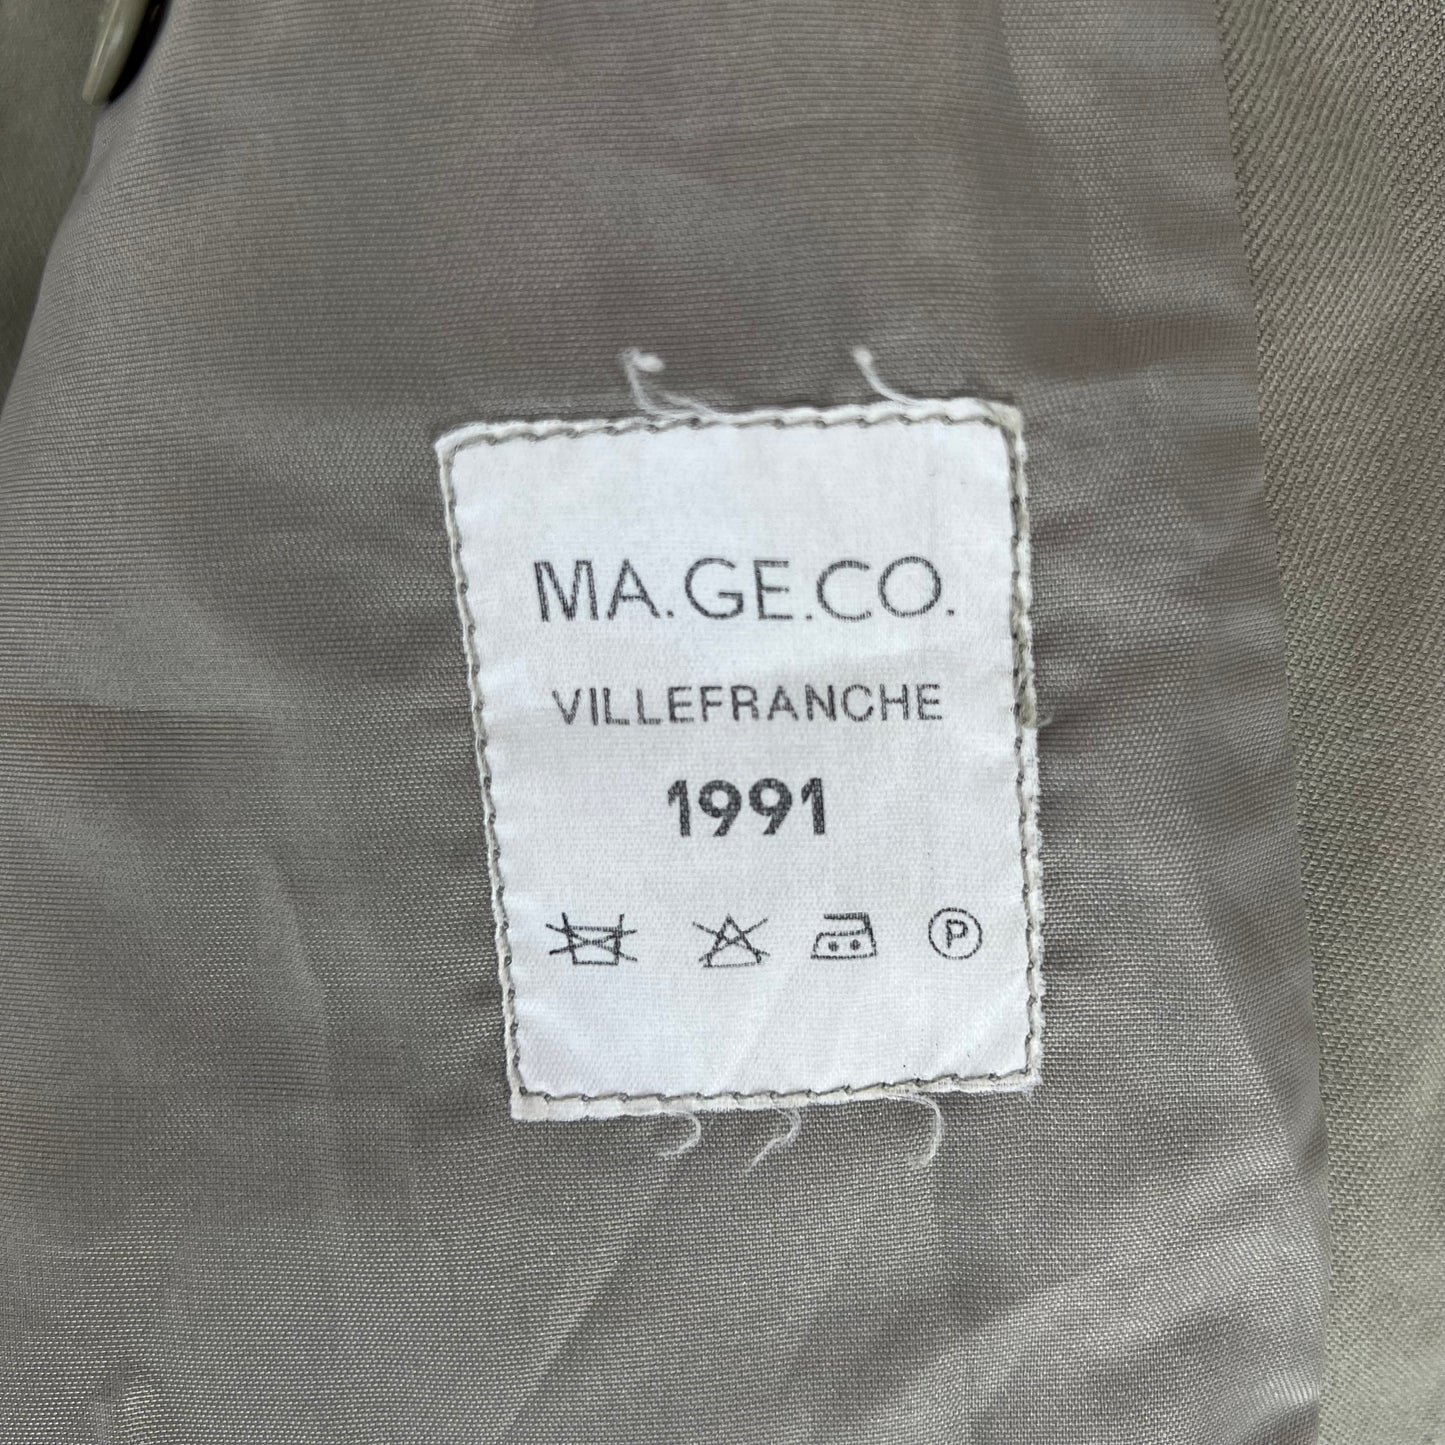 MA.GE.CO.
VILLEFRANCHE
1991
P